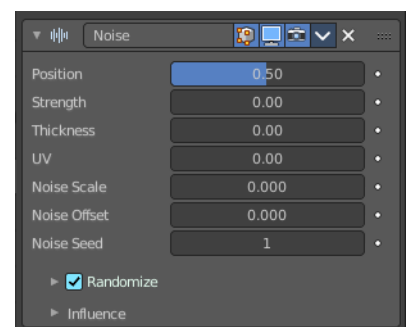 Noise
Position 0.50
Strength 0.00
Thickness 0.00
UV 0.00
Noise Scale 0.000
Noise Offset 0.000
Noise Seed 1
Randomize
Influence